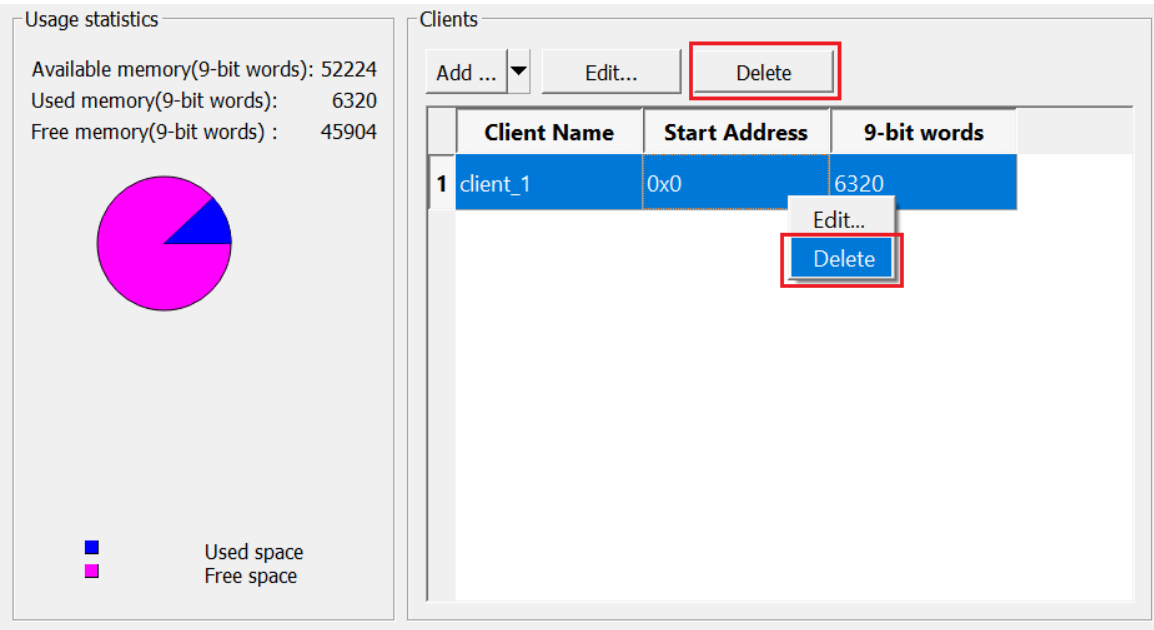 Usage statistics
Available memory(9-bit words): 52224
Used memory(9-bit words): 6320
Free memory(9-bit words) : 45904
Used space
Free space
Clients
Add ... Edit... Delete
Client Name Start Address 9-bit words
1 client_1 0x0 6320
Edit...
Delete